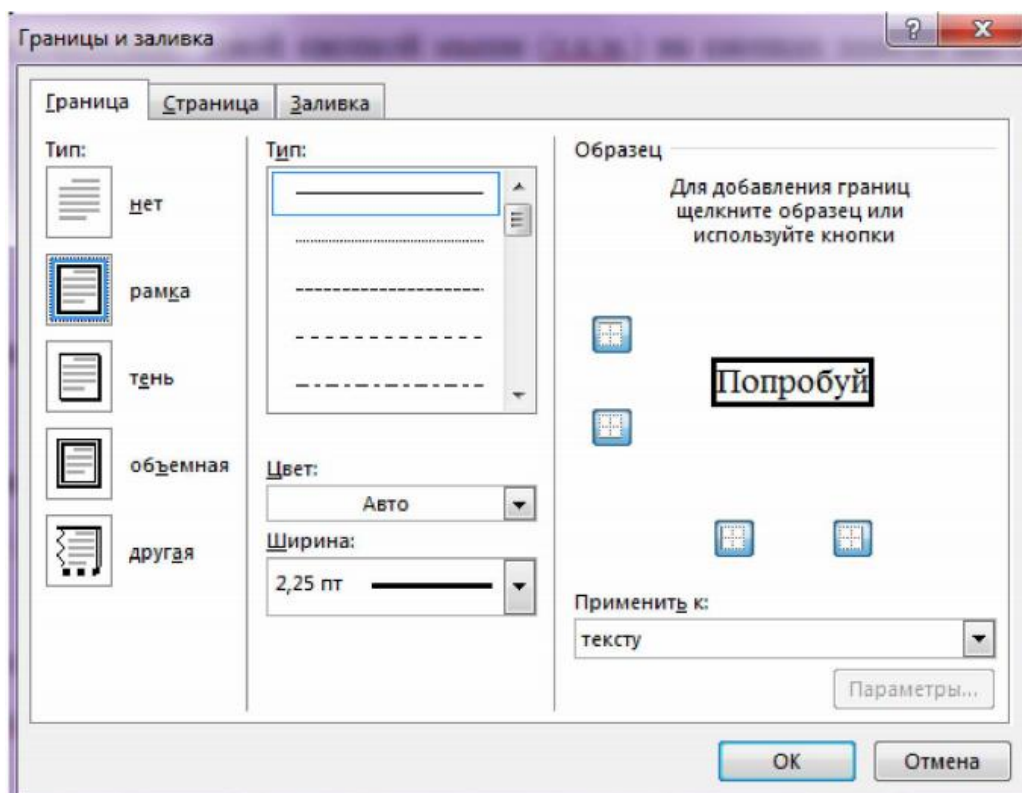 Границы и заливка
Граница
Страница
Заливка
Тип:
нет
рамка
тень
объемная
другая
Тип:
Цвет:
Авто
Ширина:
2,25 пт
Образец
Для добавления границ
щелкните образец или
используйте кнопки
Попробуй
Применить к:
тексту
Параметры...
ОК
Отмена